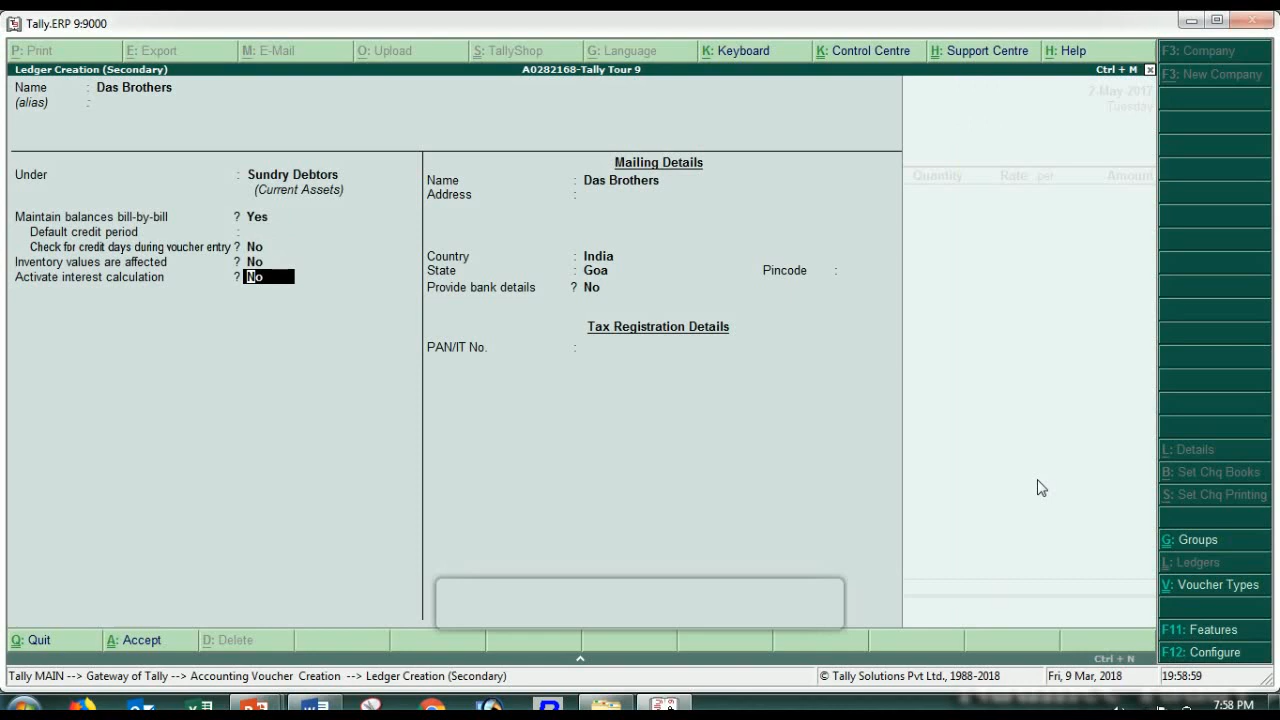 Tally.ERP 9:9000
P: Print E: Export M: E-Mail O: Upload S: TallyShop G: Language K: Keyboard K: Control Centre H: Support Centre H: Help
F3: Company
Ledger Creation (Secondary) A0282168-Tally Tour 9 Ctrl + M
F3: New Company
Name : Das Brothers
(alias) :
2-May-2017
Tuesday
Mailing Details
Under : Sundry Debtors
(Current Assets)
Name : Das Brothers
Address :
Quantity Rate per Amount
Maintain balances bill-by-bill ? Yes
Default credit period :
Check for credit days during voucher entry ? No
Inventory values are affected ? No
Activate interest calculation ? No
Country : India
State : Goa Pincode :
Provide bank details ? No
Tax Registration Details
PAN/IT No. :
L: Details
B: Set Chq Books
S: Set Chq Printing
G: Groups
L: Ledgers
V: Voucher Types
F11: Features
F12: Configure
Q: Quit A: Accept D: Delete
Ctrl + N
Tally MAIN --> Gateway of Tally --> Accounting Voucher Creation --> Ledger Creation (Secondary) © Tally Solutions Pvt Ltd., 1988-2018 Fri, 9 Mar, 2018 19:58:59
7:58 PM